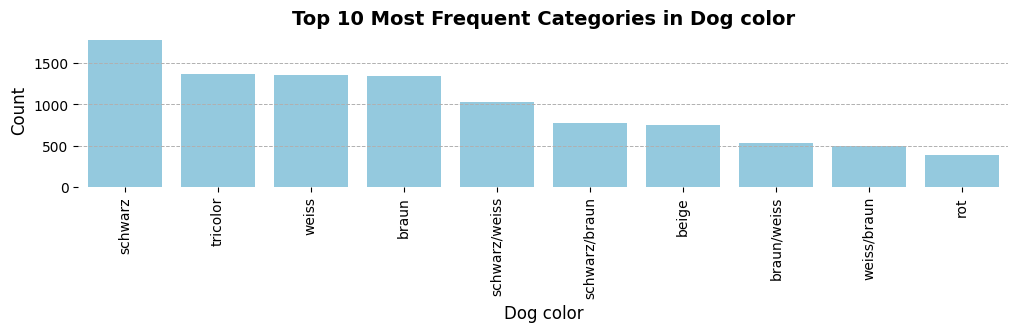 Top 10 Most Frequent Categories in Dog color
Count
1500
1000
500
0
schwarz
tricolor
weiss
braun
schwarz/weiss
schwarz/braun
beige
braun/weiss
weiss/braun
rot
Dog color